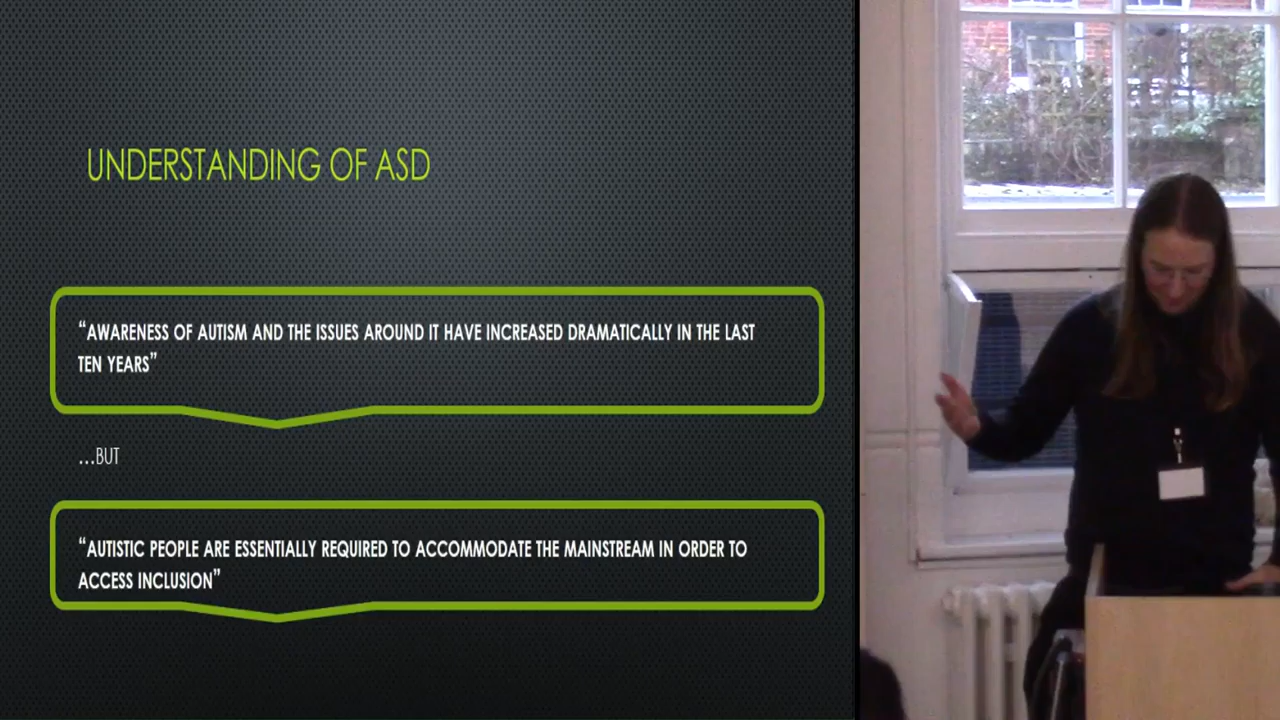 UNDERSTANDING OF ASD
“AWARENESS OF AUTISM AND THE ISSUES AROUND IT HAVE INCREASED DRAMATICALLY IN THE LAST
TEN YEARS”
...BUT
“AUTISTIC PEOPLE ARE ESSENTIALLY REQUIRED TO ACCOMMODATE THE MAINSTREAM IN ORDER TO
ACCESS INCLUSION”